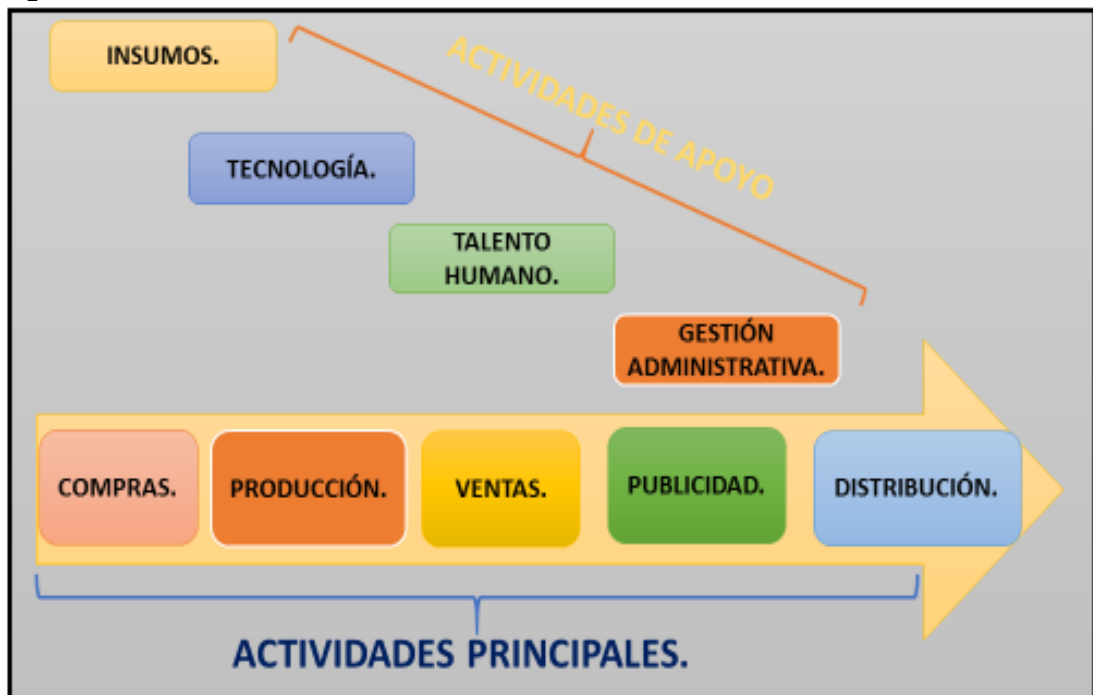 INSUMOS.
ACTIVIDADES DE APOYO
TECNOLOGÍA.
TALENTO
HUMANO.
GESTIÓN
ADMINISTRATIVA.
COMPRAS.
PRODUCCIÓN.
VENTAS.
PUBLICIDAD.
DISTRIBUCIÓN.
ACTIVIDADES PRINCIPALES.